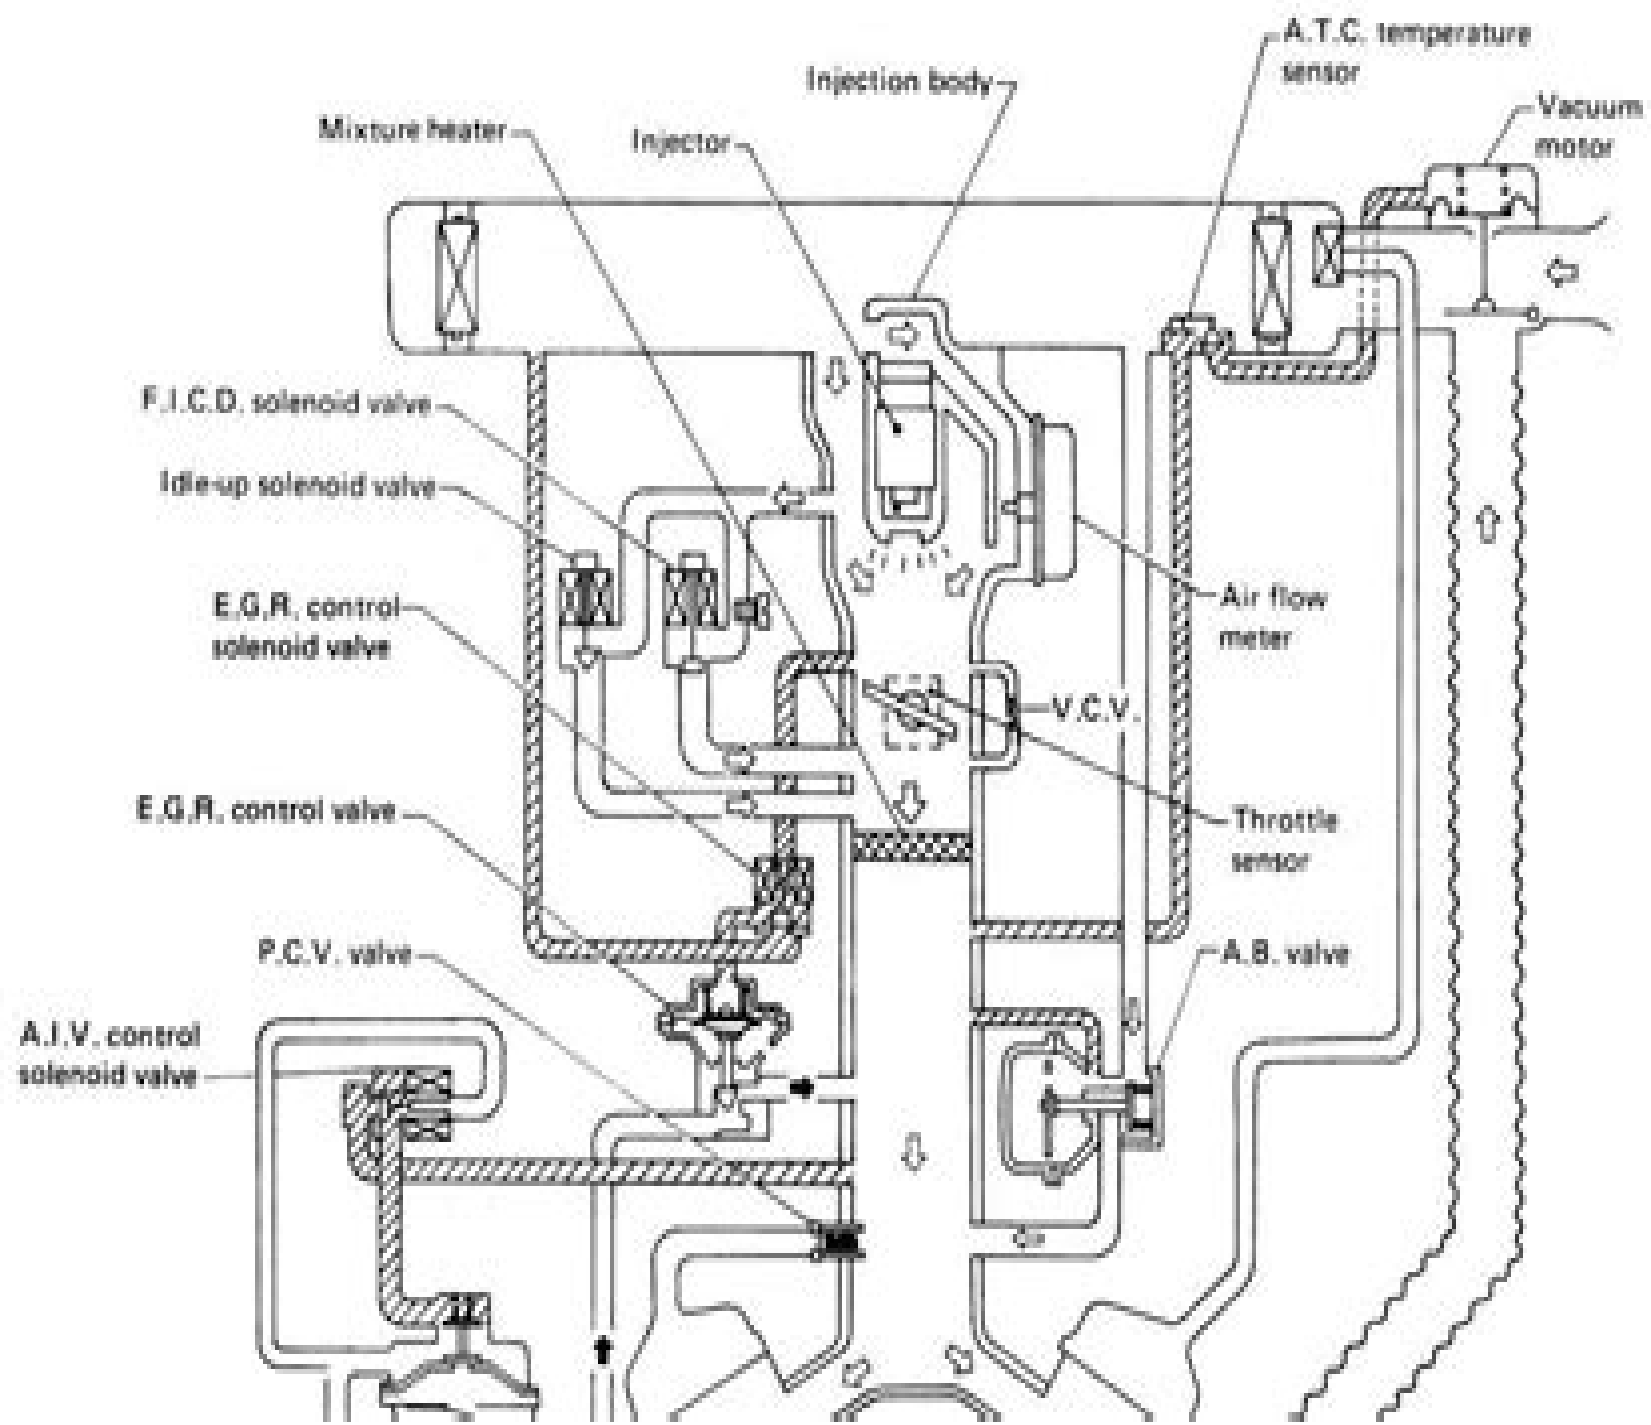 A.T.C. temperature
sensor
Injection body
Vacuum
motor
Mixture heater
Injector
F.I.C.D. solenoid valve
Idle-up solenoid valve
E.G.R. control
solenoid valve
Air flow
meter
V.C.V.
E.G.R. control valve
Throttle
sensor
P.C.V. valve
A.B. valve
A.I.V. control
solenoid valve